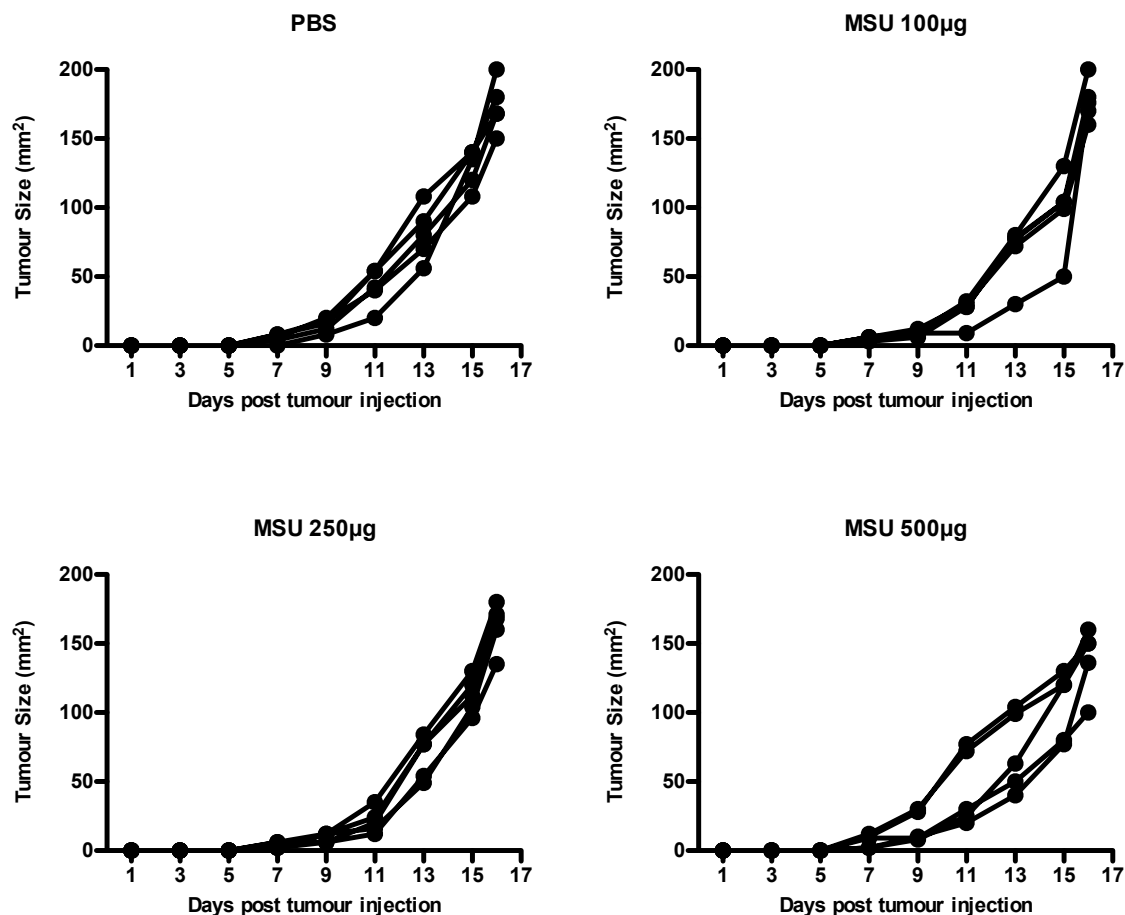 PBS
200
150
100
50
0
Tumour Size (mm²)
1 3 5 7 9 11 13 15 17
Days post tumour injection
MSU 100µg
200
150
100
50
0
Tumour Size (mm²)
1 3 5 7 9 11 13 15 17
Days post tumour injection
MSU 250µg
200
150
100
50
0
Tumour Size (mm²)
1 3 5 7 9 11 13 15 17
Days post tumour injection
MSU 500µg
200
150
100
50
0
Tumour Size (mm²)
1 3 5 7 9 11 13 15 17
Days post tumour injection